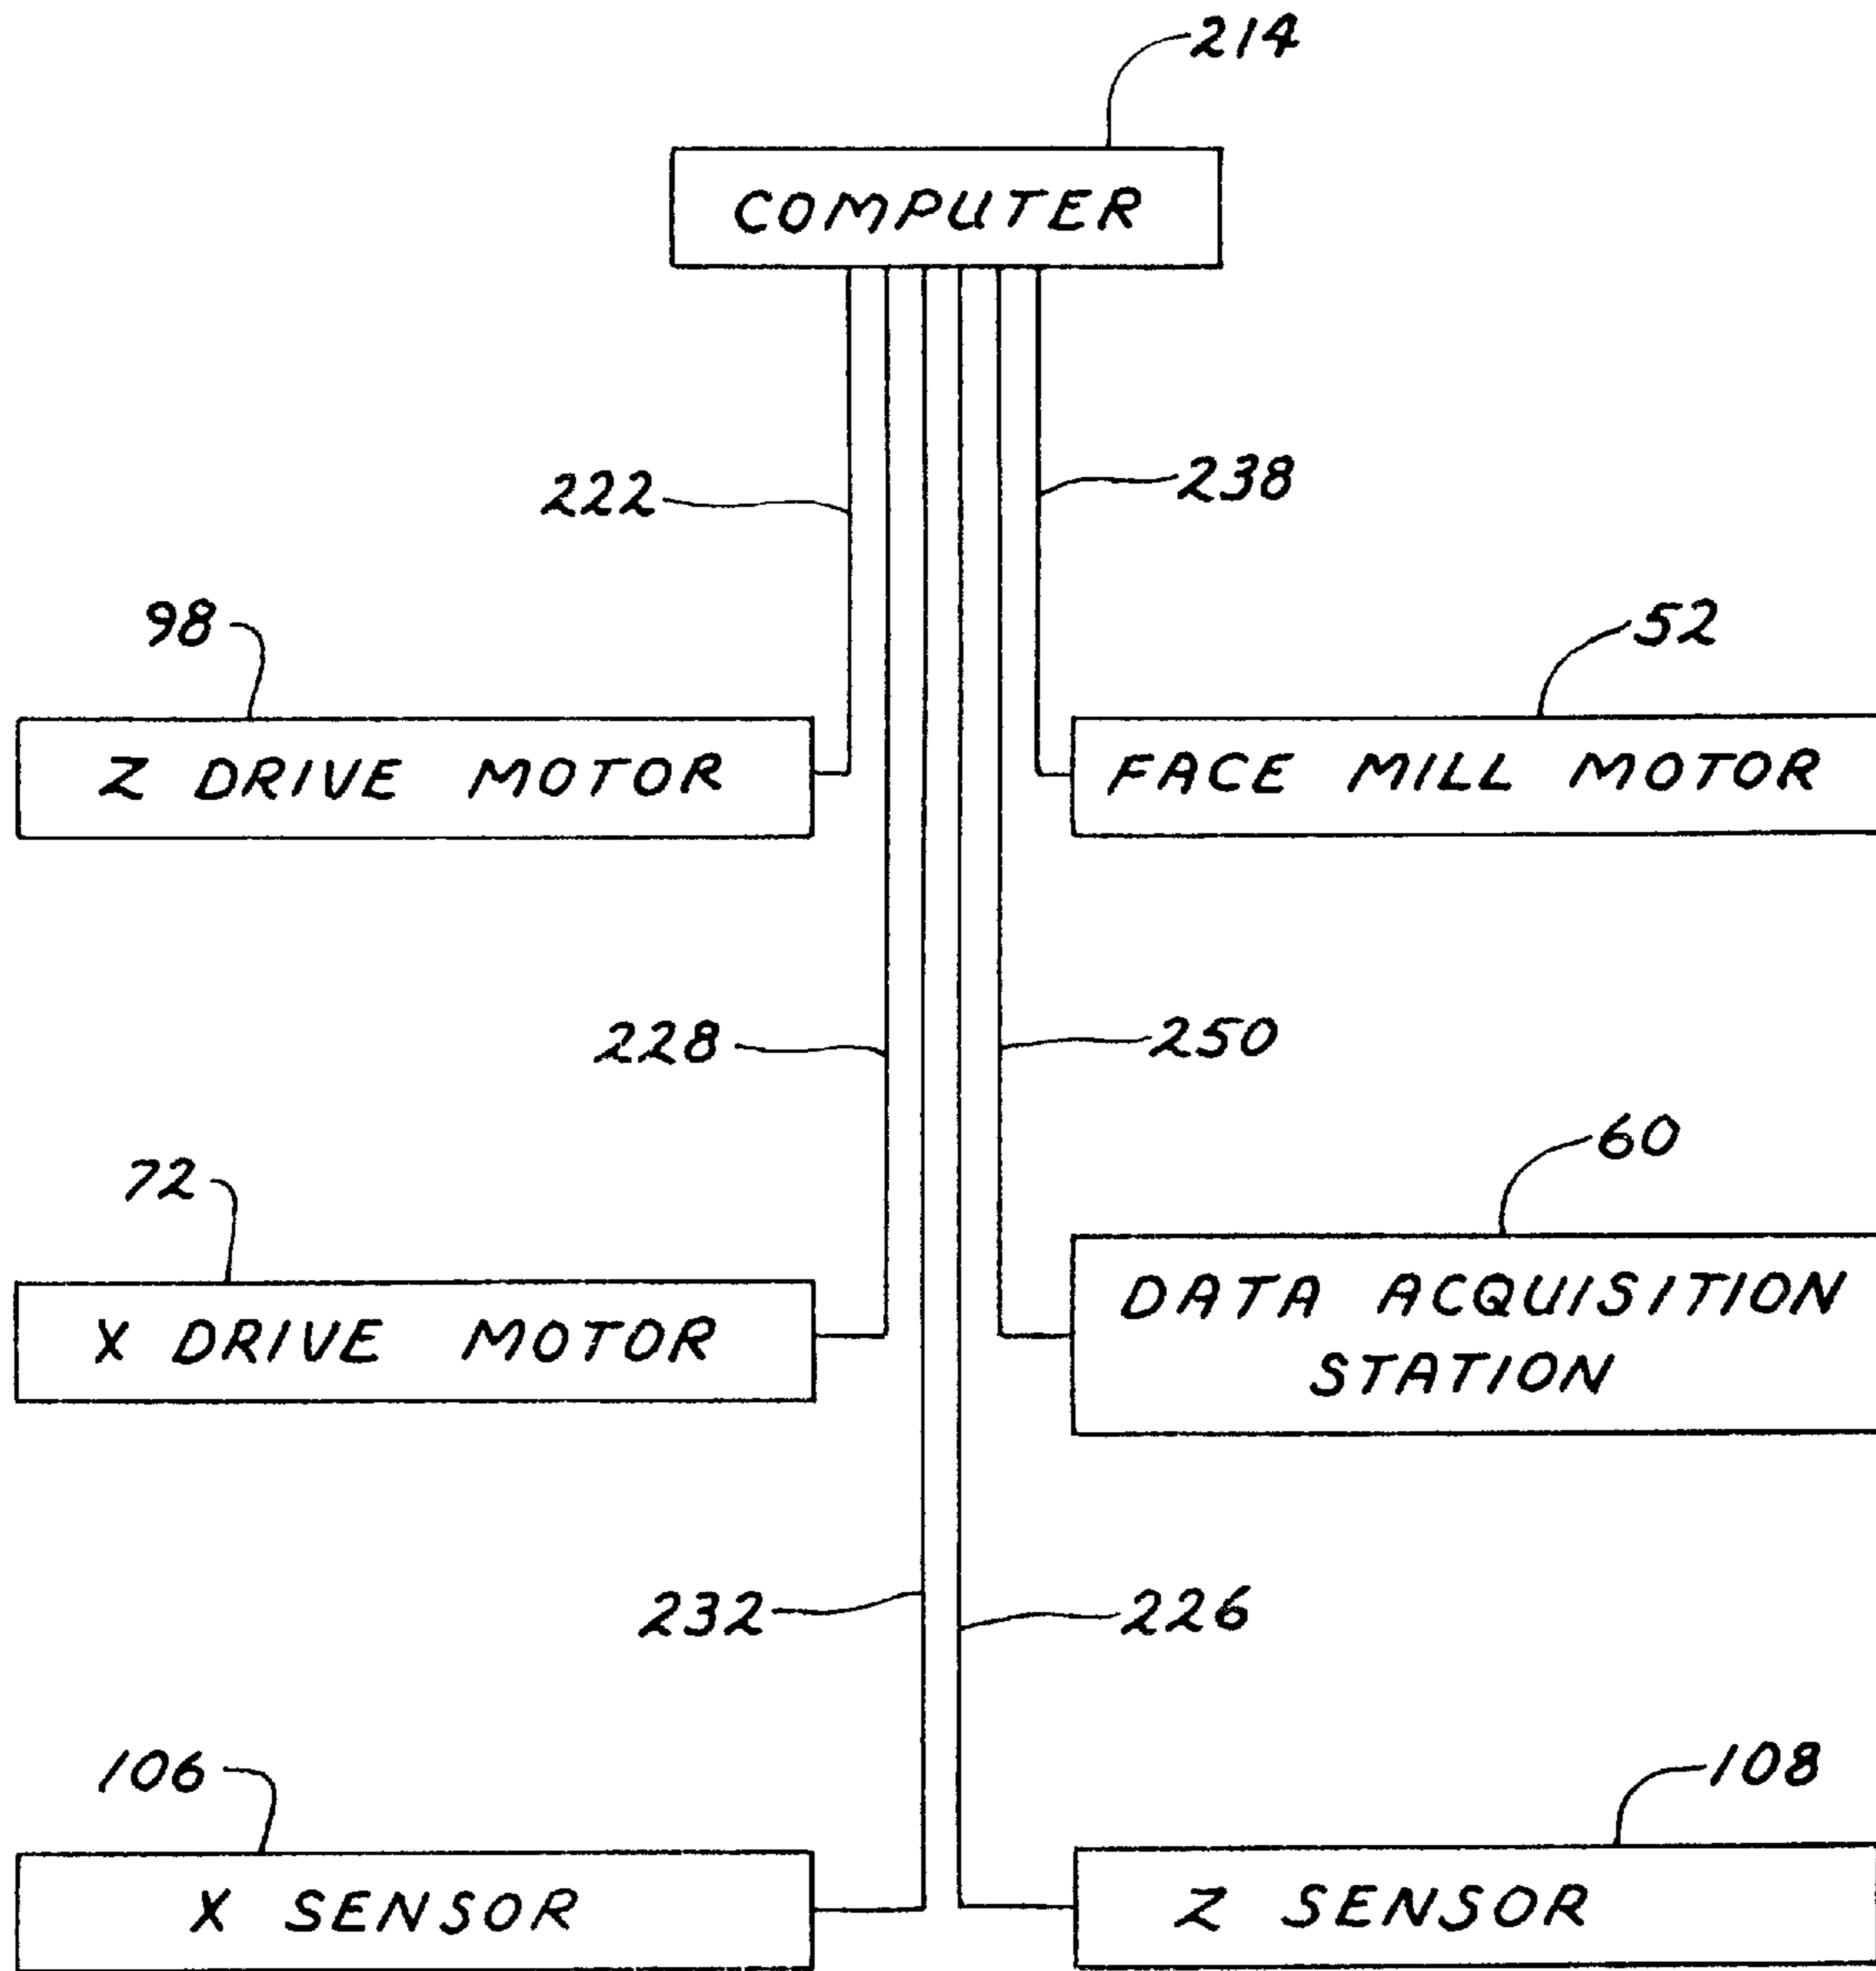 214
COMPUTER
222
238
98
52
Z DRIVE MOTOR
FACE MILL MOTOR
228
250
72
60
X DRIVE MOTOR
DATA ACQUISITION
STATION
232
226
106
108
X SENSOR
Z SENSOR